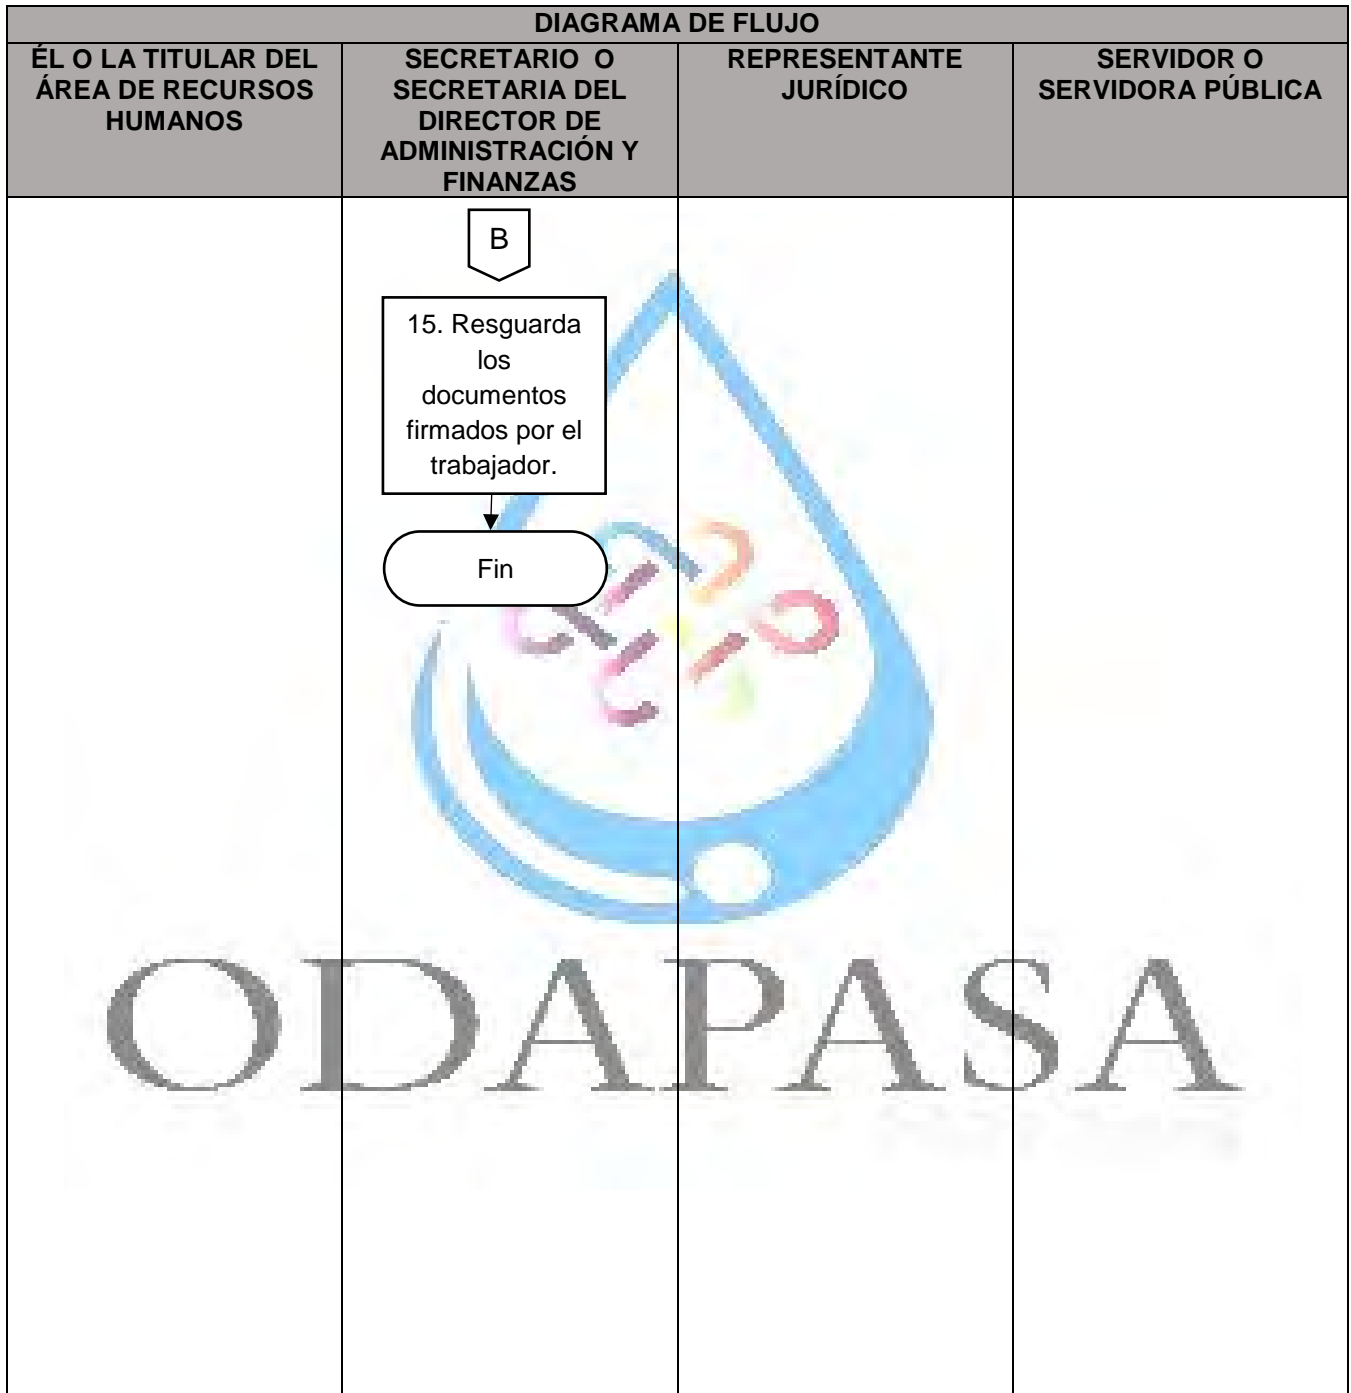 DIAGRAMA DE FLUJO
ÉL O LA TITULAR DEL
ÁREA DE RECURSOS
HUMANOS
SECRETARIO O
SECRETARIA DEL
DIRECTOR DE
ADMINISTRACIÓN Y
FINANZAS
REPRESENTANTE
JURÍDICO
SERVIDOR O
SERVIDORA PÚBLICA
B
15. Resguarda
los
documentos
firmados por el
trabajador.
Fin
ODAPASA